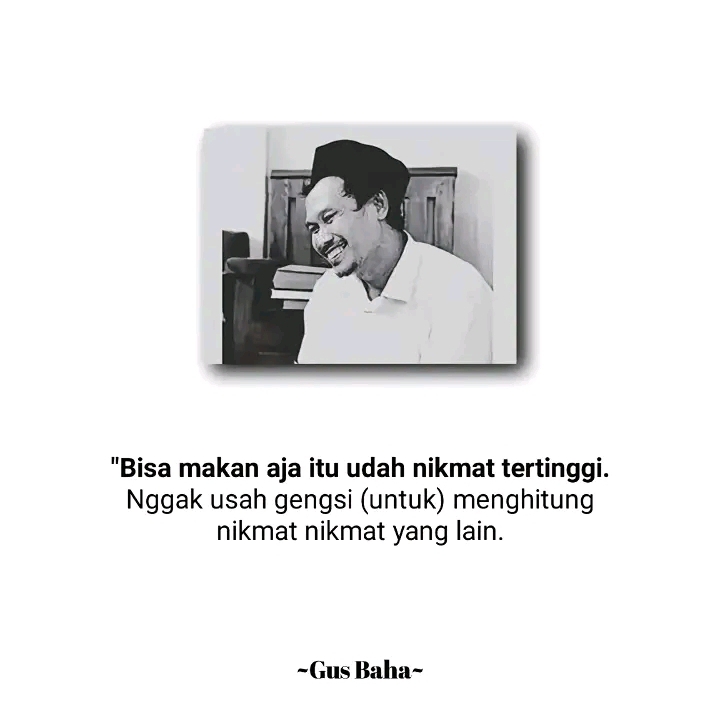 "Bisa makan aja itu udah nikmat tertinggi.
Nggak usah gengsi (untuk) menghitung
nikmat nikmat yang lain.
~Gus Baha~